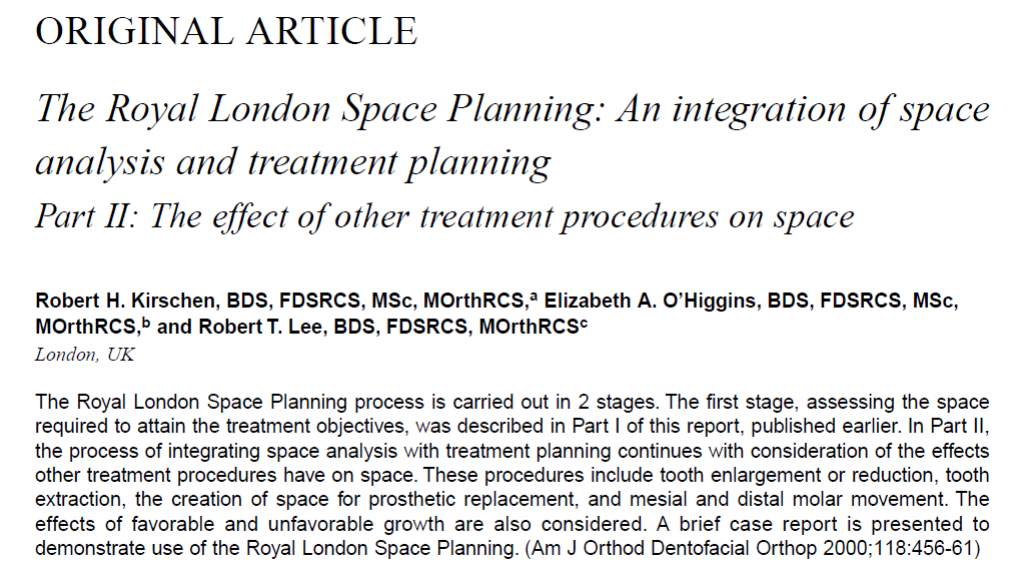 ORIGINAL ARTICLE
The Royal London Space Planning: An integration of space
analysis and treatment planning
Part II: The effect of other treatment procedures on space
Robert H. Kirschen, BDS, FDSRCS, MSc, MOrthRCS,ᵃ Elizabeth A. O’Higgins, BDS, FDSRCS, MSc,
MOrthRCS,ᵇ and Robert T. Lee, BDS, FDSRCS, MOrthRCSᶜ
London, UK
The Royal London Space Planning process is carried out in 2 stages. The first stage, assessing the space
required to attain the treatment objectives, was described in Part I of this report, published earlier. In Part II,
the process of integrating space analysis with treatment planning continues with consideration of the effects
other treatment procedures have on space. These procedures include tooth enlargement or reduction, tooth
extraction, the creation of space for prosthetic replacement, and mesial and distal molar movement. The
effects of favorable and unfavorable growth are also considered. A brief case report is presented to
demonstrate use of the Royal London Space Planning. (Am J Orthod Dentofacial Orthop 2000;118:456-61)